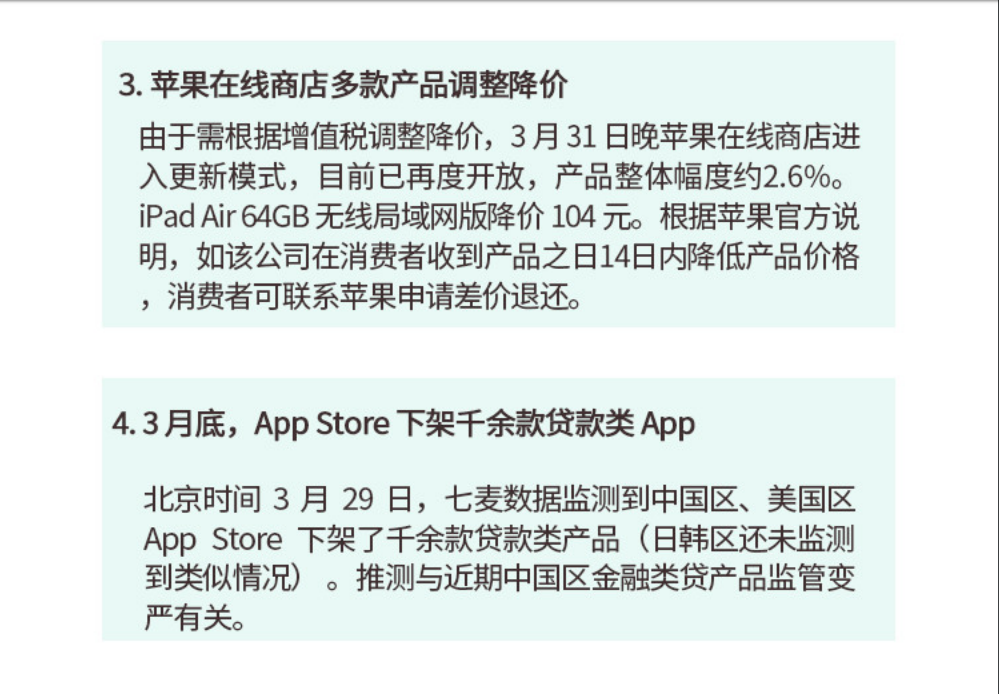 3. 苹果在线商店多款产品调整降价
由于需根据增值税调整降价，3 月 31 日晚苹果在线商店进
入更新模式，目前已再度开放，产品整体幅度约2.6%。
iPad Air 64GB 无线局域网版降价 104 元。根据苹果官方说
明，如该公司在消费者收到产品之日14日内降低产品价格
，消费者可联系苹果申请差价退还。
4. 3 月底，App Store 下架千余款贷款类 App
北京时间 3 月 29 日，七麦数据监测到中国区、美国区
App Store 下架了千余款贷款类产品（日韩区还未监测
到类似情况）。推测与近期中国区金融类贷产品监管变
严有关。